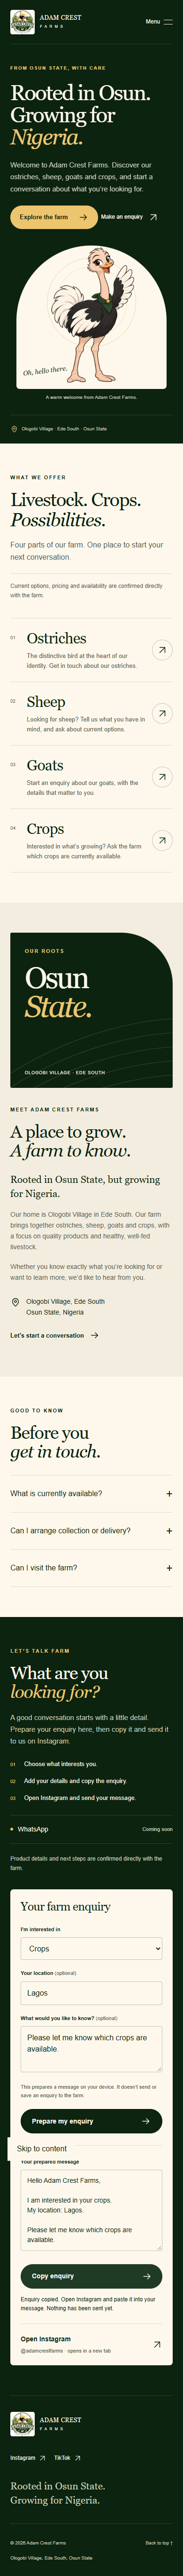 ADAM CREST
FARMS
Menu
FROM OSUN STATE, WITH CARE
Rooted in Osun.
Growing for
Nigeria.
Welcome to Adam Crest Farms. Discover our
ostriches, sheep, goats and crops, and start a
conversation about what you're looking for.
Explore the farm
Make an enquiry
Oh, hello there.
A warm welcome from Adam Crest Farms.
Ologobi Village · Ede South · Osun State
WHAT WE OFFER
Livestock. Crops.
Possibilities.
Four parts of our farm. One place to start your
next conversation.
Current options, pricing and availability are confirmed directly
with the farm.
01
Ostriches
The distinctive bird at the heart of our
identity. Get in touch about our ostriches.
02
Sheep
Looking for sheep? Tell us what you have in
mind, and ask about current options.
03
Goats
Start an enquiry about our goats, with the
details that matter to you.
04
Crops
Interested in what's growing? Ask the farm
which crops are currently available.
OUR ROOTS
Osun
State.
OLOGOBI VILLAGE · EDE SOUTH
MEET ADAM CREST FARMS
A place to grow.
A farm to know.
Rooted in Osun State, but growing
for Nigeria.
Our home is Ologobi Village in Ede South. Our farm
brings together ostriches, sheep, goats and crops, with
a focus on quality products and healthy, well-fed
livestock.
Whether you know exactly what you're looking for or
want to learn more, we'd like to hear from you.
Ologobi Village, Ede South
Osun State, Nigeria
Let's start a conversation
GOOD TO KNOW
Before you
get in touch.
What is currently available?
Can I arrange collection or delivery?
Can I visit the farm?
LET'S TALK FARM
What are you
looking for?
A good conversation starts with a little detail.
Prepare your enquiry here, then copy it and send it
to us on Instagram.
01 Choose what interests you.
02 Add your details and copy the enquiry.
03 Open Instagram and send your message.
WhatsApp
Coming soon
Product details and next steps are confirmed directly with the
farm.
Your farm enquiry
I'm interested in
Crops
Your location (optional)
Lagos
What would you like to know? (optional)
Please let me know which crops are
available.
This prepares a message on your device. It doesn't send or
save an enquiry to the farm.
Prepare my enquiry
Skip to content
Your prepared message
Hello Adam Crest Farms,
I am interested in your crops.
My location: Lagos.
Please let me know which crops are
available.
Copy enquiry
Enquiry copied. Open Instagram and paste it into your
message. Nothing has been sent yet.
Open Instagram
@adamcrestfarms · opens in a new tab
ADAM CREST
FARMS
Instagram
TikTok
Rooted in Osun State.
Growing for Nigeria.
© 2026 Adam Crest Farms
Back to top ↑
Ologobi Village, Ede South, Osun State